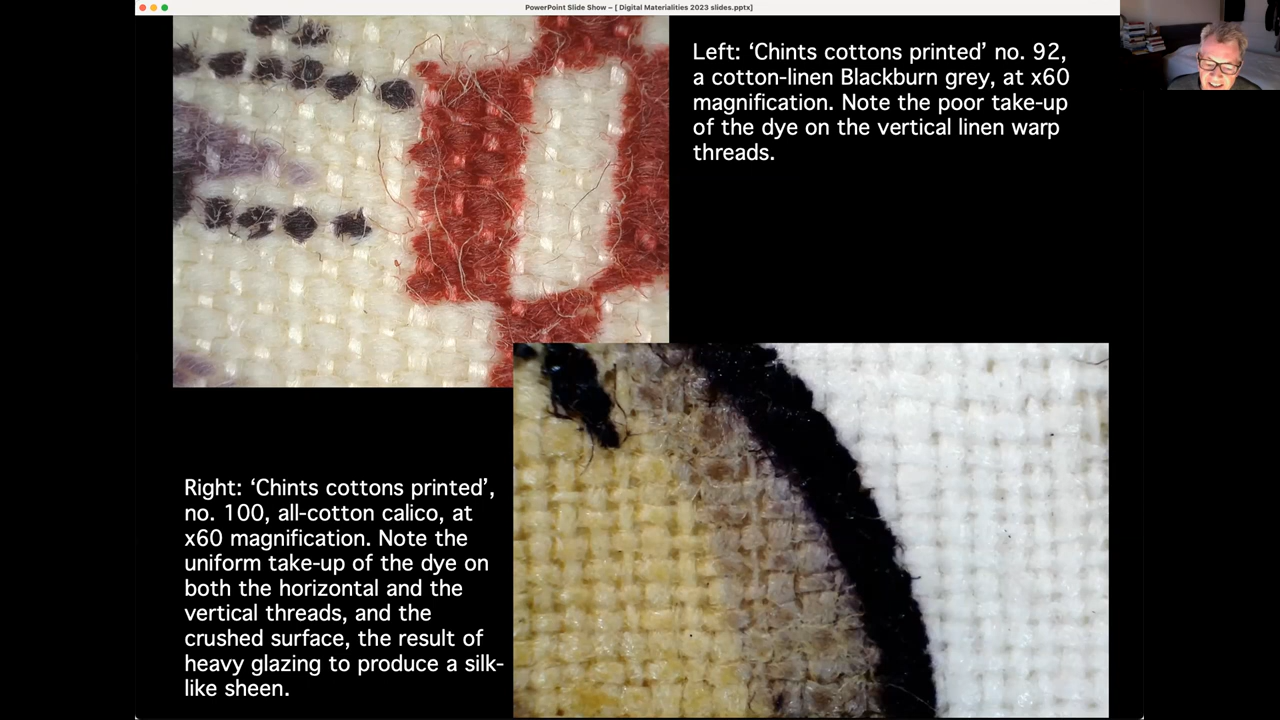 PowerPoint Slide Show – [ Digital Materialities 2023 slides.pptx]
Left: ‘Chints cottons printed’ no. 92,
a cotton-linen Blackburn grey, at x60
magnification. Note the poor take-up
of the dye on the vertical linen warp
threads.
Right: ‘Chints cottons printed’,
no. 100, all-cotton calico, at
x60 magnification. Note the
uniform take-up of the dye on
both the horizontal and the
vertical threads, and the
crushed surface, the result of
heavy glazing to produce a silk-
like sheen.